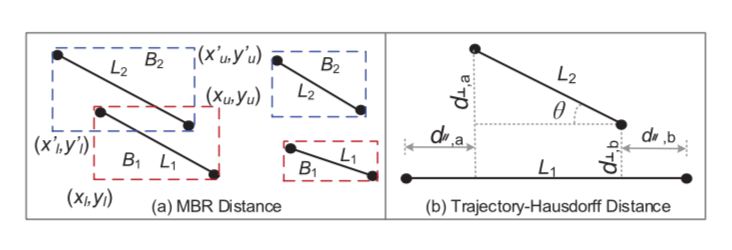 B₂
L₂
(x'ᵤ,y'ᵤ)
(xᵤ,yᵤ)
(x'ₗ,y'ₗ)
B₁
L₁
(xₗ,yₗ)
B₂
L₂
L₁
B₁
(a) MBR Distance
L₂
d⊥,a
θ
d∥,a
d∥,b
d⊥,b
L₁
(b) Trajectory-Hausdorff Distance